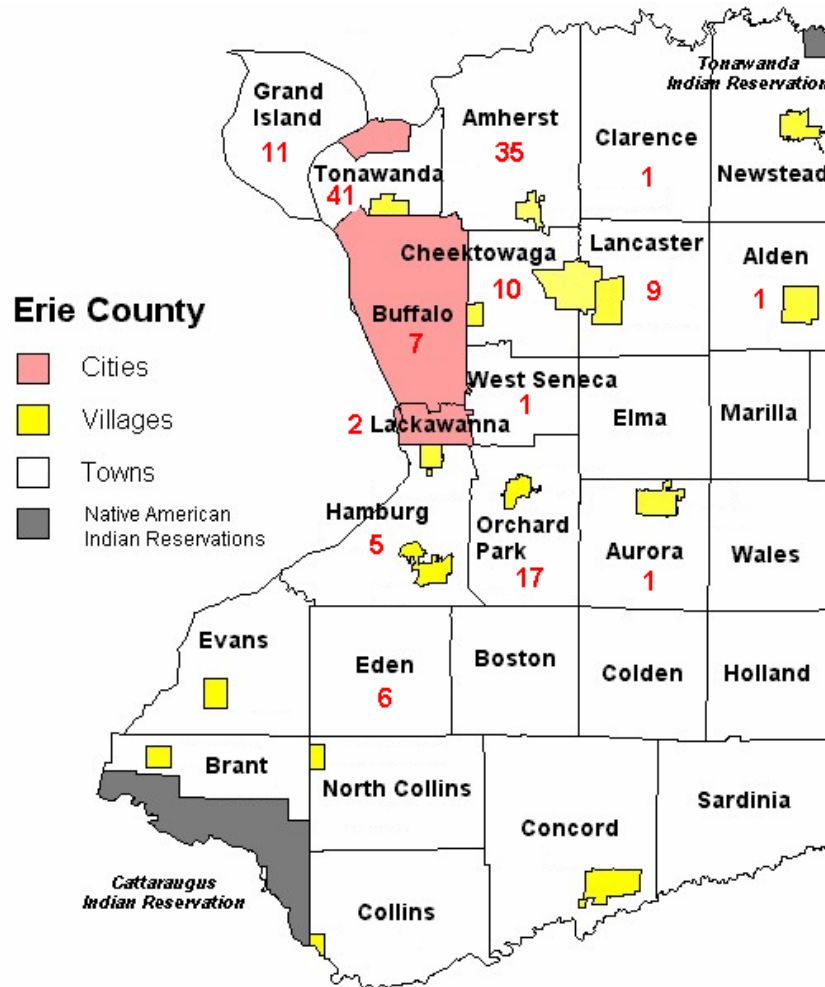 Tonawanda
Indian Reservation
Grand
Island
11
Amherst
35
Clarence
1
Newstead
Tonawanda
41
Cheektowaga
10
Lancaster
9
Alden
1
Erie County
Cities
Villages
Towns
Native American
Indian Reservations
Buffalo
7
West Seneca
1
2
Lackawanna
Elma
Marilla
Hamburg
5
Orchard
Park
17
Aurora
1
Wales
Evans
Eden
6
Boston
Colden
Holland
Brant
North Collins
Concord
Sardinia
Cattaraugus
Indian Reservation
Collins